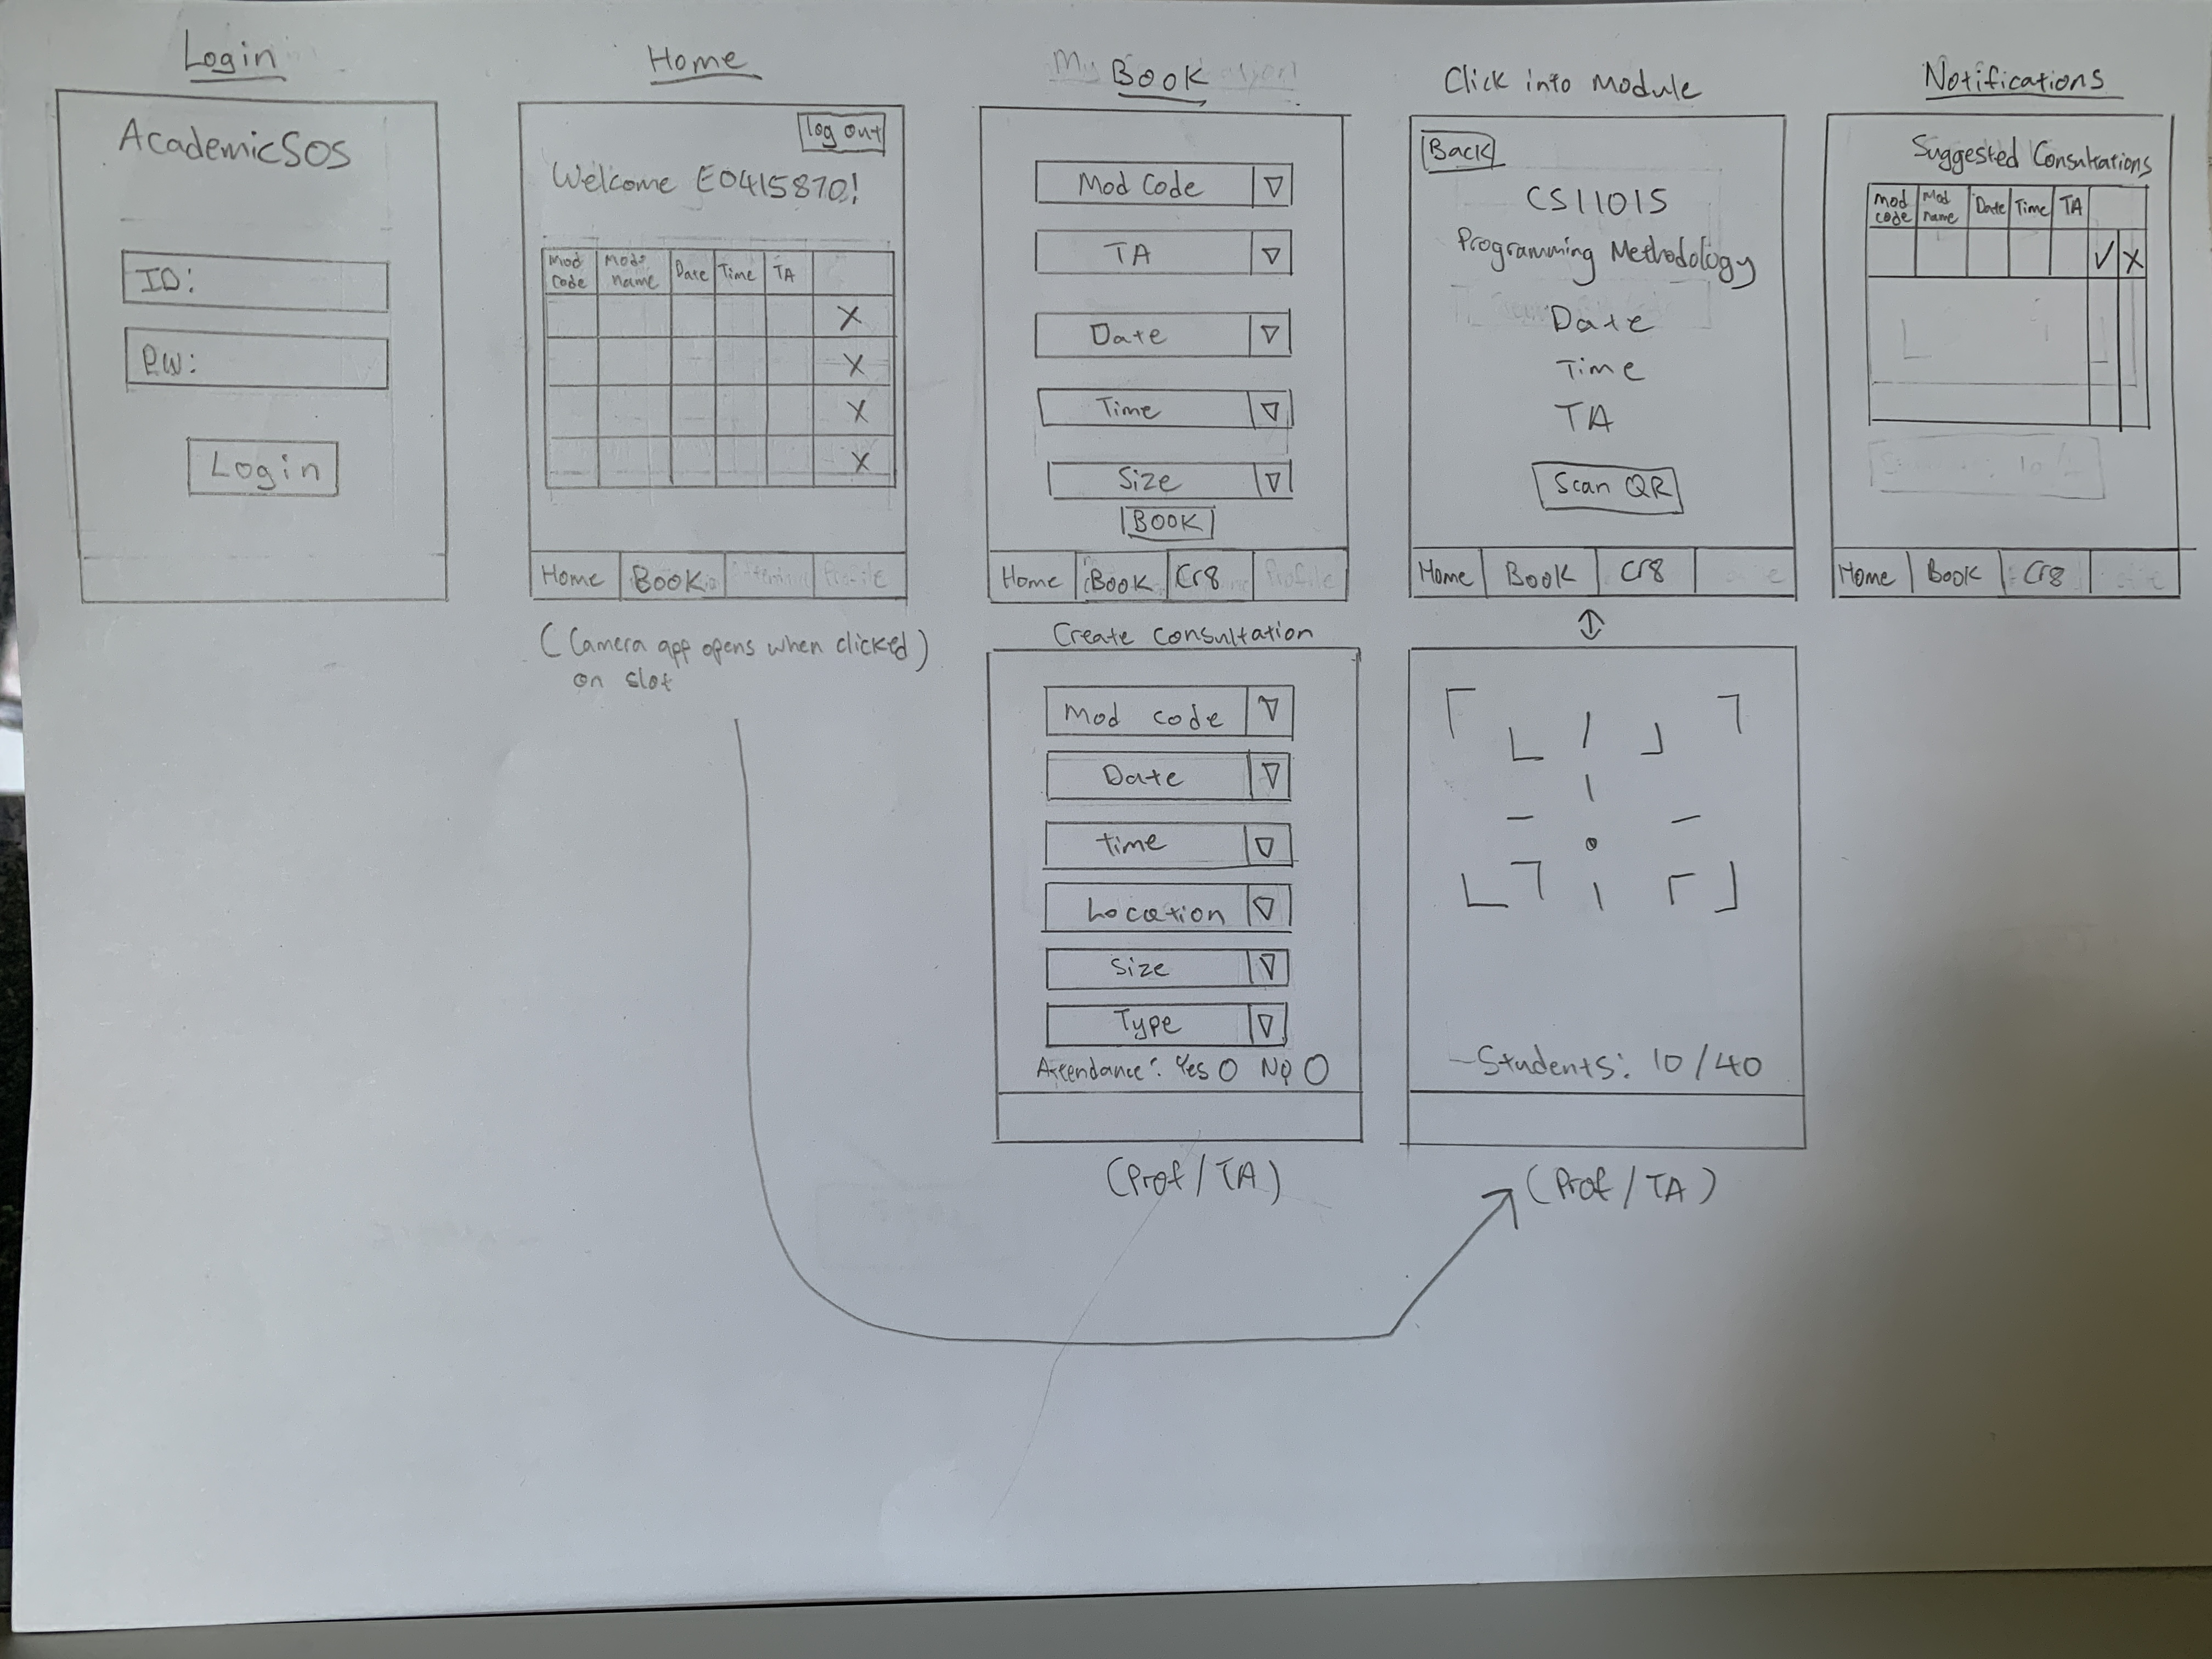 Login
AcademicSOS
ID:
PW:
Login
Home
log out
Welcome E0415870!
Mod Code
Mods name
Date
Time
TA
X
X
X
X
Home
Book
(Camera app opens when clicked)
on slot
My
Book
Mod Code
TA
Date
Time
Size
BOOK
Home
Book
Cr8
Profile
Click into Module
Back
CS1101S
Programming Methodology
Date
Time
TA
Scan QR
Home
Book
Cr8
Notifications
Suggested Consultations
Mod code
Mod name
Date
Time
TA
✓
X
Home
Book
Cr8
Create Consultation
Mod code
Date
time
Location
Size
Type
Attendance: Yes O No O
(Prof / TA)
Students: 10 / 40
(Prof / TA)